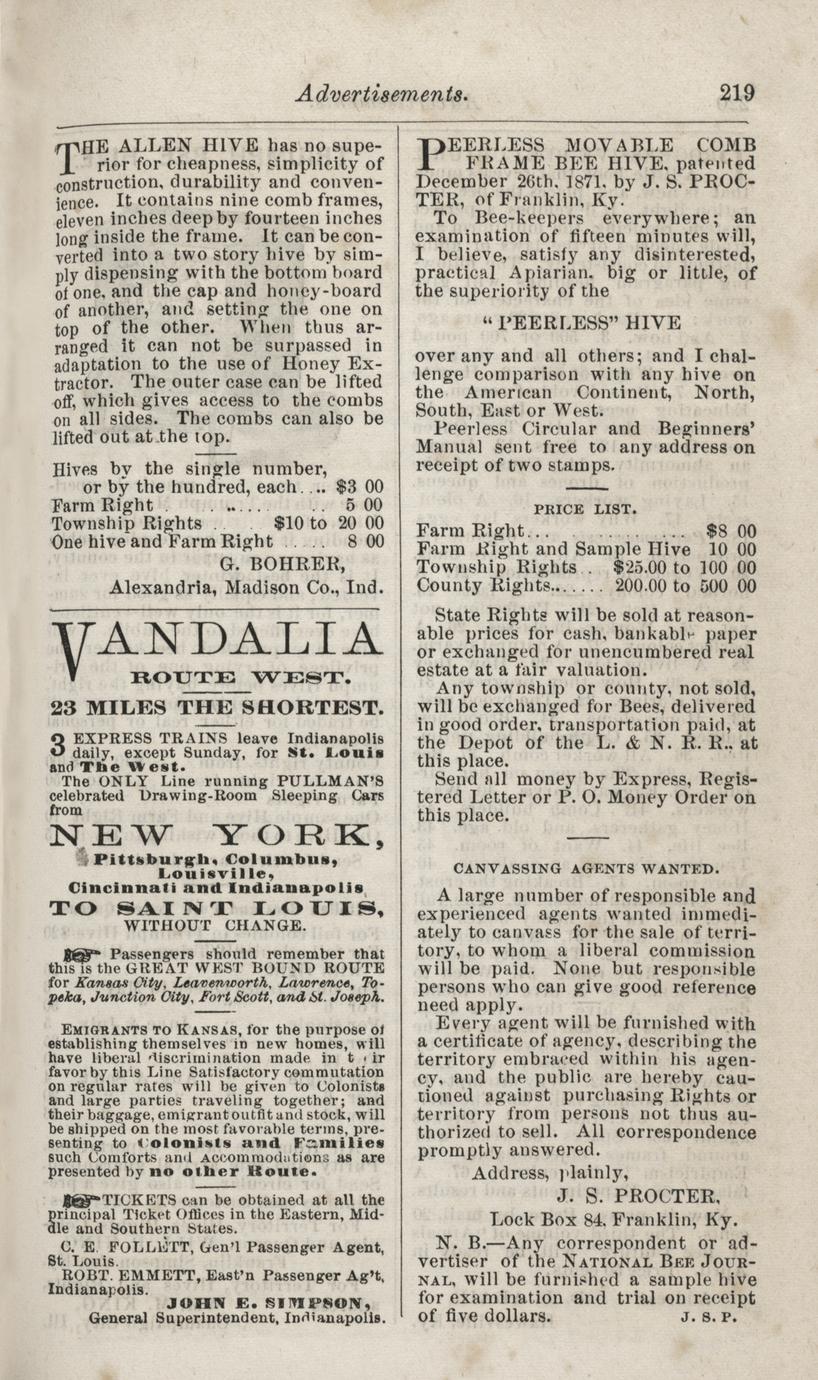 Advertisements. 219
THE ALLEN HIVE has no supe-
rior for cheapness, simplicity of
construction, durability and conven-
ience. It contains nine comb frames,
eleven inches deep by fourteen inches
long inside the frame. It can be con-
verted into a two story hive by sim-
ply dispensing with the bottom board
of one, and the cap and honey-board
of another, and setting the one on
top of the other. When thus ar-
ranged it can not be surpassed in
adaptation to the use of Honey Ex-
tractor. The outer case can be lifted
off, which gives access to the combs
on all sides. The combs can also be
lifted out at the top.
Hives by the single number,
or by the hundred, each.... $3 00
Farm Right . . ...... .. 5 00
Township Rights .. . $10 to 20 00
One hive and Farm Right ..... 8 00
G. BOHRER,
Alexandria, Madison Co., Ind.
VANDALIA
ROUTE WEST.
23 MILES THE SHORTEST.
3 EXPRESS TRAINS leave Indianapolis
daily, except Sunday, for St. Louis
and The West.
The ONLY Line running PULLMAN'S
celebrated Drawing-Room Sleeping Cars
from
NEW YORK,
Pittsburgh, Columbus,
Louisville,
Cincinnati and Indianapolis
TO SAINT LOUIS,
WITHOUT CHANGE.
☞ Passengers should remember that
this is the GREAT WEST BOUND ROUTE
for Kansas City, Leavenworth, Lawrence, To-
peka, Junction City, Fort Scott, and St. Joseph.
EMIGRANTS TO KANSAS, for the purpose of
establishing themselves in new homes, will
have liberal discrimination made in
favor by this Line Satisfactory commutation
on regular rates will be given to Colonists
and large parties traveling together; and
their baggage, emigrant outfit and stock, will
be shipped on the most favorable terms, pre-
senting to Colonists and Families
such Comforts and Accommodations as are
presented by no other Route.
☞TICKETS can be obtained at all the
principal Ticket Offices in the Eastern, Mid-
dle and Southern States.
C. E. FOLLETT, Gen'l Passenger Agent,
St. Louis.
ROBT. EMMETT, East'n Passenger Ag't,
Indianapolis.
JOHN E. SIMPSON,
General Superintendent, Indianapolis.
PEERLESS MOVABLE COMB
FRAME BEE HIVE, patented
December 26th, 1871, by J. S. PROC-
TER, of Franklin, Ky.
To Bee-keepers everywhere; an
examination of fifteen minutes will,
I believe, satisfy any disinterested,
practical Apiarian, big or little, of
the superiority of the
"PEERLESS" HIVE
over any and all others; and I chal-
lenge comparison with any hive on
the American Continent, North,
South, East or West.
Peerless Circular and Beginners'
Manual sent free to any address on
receipt of two stamps.
PRICE LIST.
Farm Right... ........ ... $8 00
Farm Right and Sample Hive 10 00
Township Rights . $25.00 to 100 00
County Rights....... 200.00 to 500 00
State Rights will be sold at reason-
able prices for cash, bankable paper
or exchanged for unencumbered real
estate at a fair valuation.
Any township or county, not sold,
will be exchanged for Bees, delivered
in good order, transportation paid, at
the Depot of the L. & N. R. R., at
this place.
Send all money by Express, Regis-
tered Letter or P. O. Money Order on
this place.
CANVASSING AGENTS WANTED.
A large number of responsible and
experienced agents wanted immedi-
ately to canvass for the sale of terri-
tory, to whom a liberal commission
will be paid. None but responsible
persons who can give good reference
need apply.
Every agent will be furnished with
a certificate of agency, describing the
territory embraced within his agen-
cy, and the public are hereby cau-
tioned against purchasing Rights or
territory from persons not thus au-
thorized to sell. All correspondence
promptly answered.
Address, plainly,
J. S. PROCTER,
Lock Box 84, Franklin, Ky.
N. B.—Any correspondent or ad-
vertiser of the NATIONAL BEE JOUR-
NAL, will be furnished a sample hive
for examination and trial on receipt
of five dollars. J. S. P.